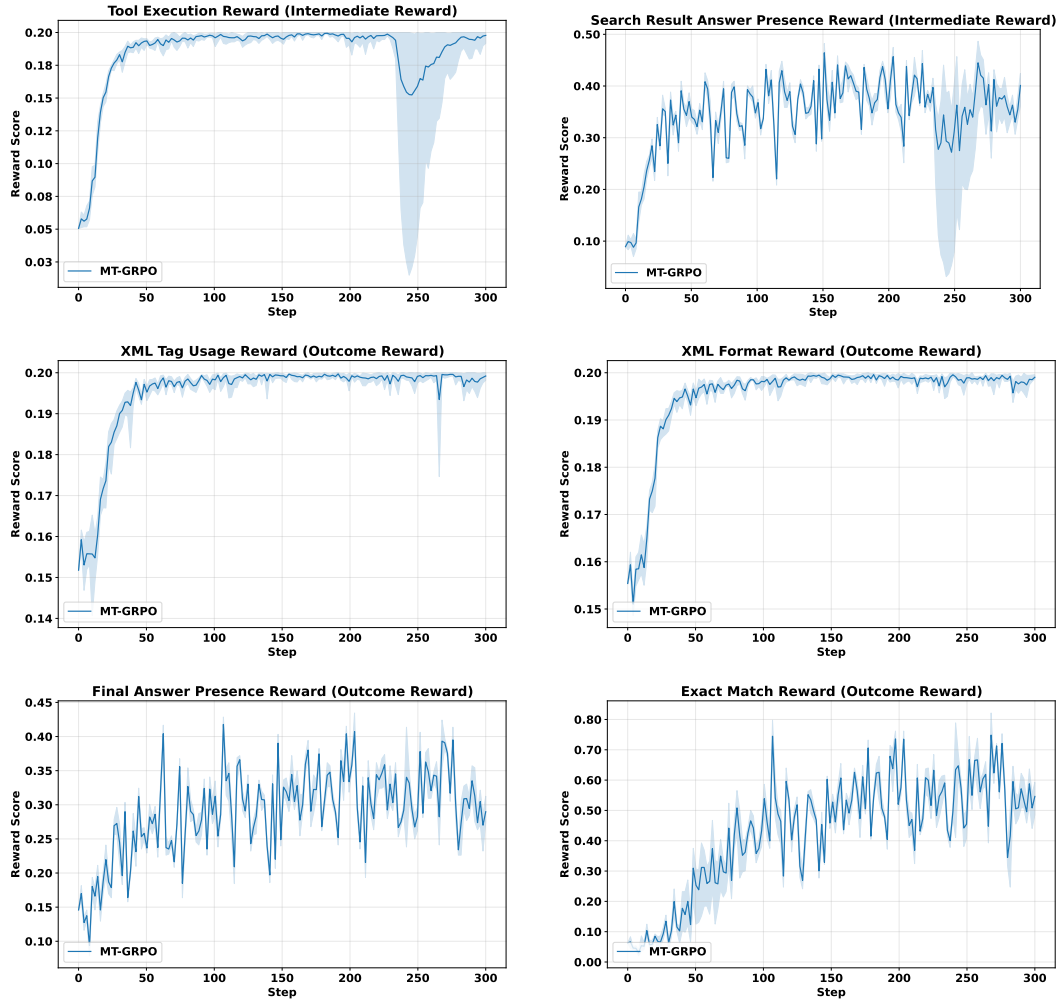 Tool Execution Reward (Intermediate Reward)
0.20
0.18
0.15
0.12
0.10
0.08
0.05
0.03
Reward Score
MT-GRPO
0 50 100 150 200 250 300
Step
Search Result Answer Presence Reward (Intermediate Reward)
0.50
0.40
0.30
0.20
0.10
Reward Score
MT-GRPO
0 50 100 150 200 250 300
Step
XML Tag Usage Reward (Outcome Reward)
0.20
0.19
0.18
0.17
0.16
0.15
0.14
Reward Score
MT-GRPO
0 50 100 150 200 250 300
Step
XML Format Reward (Outcome Reward)
0.20
0.19
0.18
0.17
0.16
0.15
Reward Score
MT-GRPO
0 50 100 150 200 250 300
Step
Final Answer Presence Reward (Outcome Reward)
0.45
0.40
0.35
0.30
0.25
0.20
0.15
0.10
Reward Score
MT-GRPO
0 50 100 150 200 250 300
Step
Exact Match Reward (Outcome Reward)
0.80
0.70
0.60
0.50
0.40
0.30
0.20
0.10
0.00
Reward Score
MT-GRPO
0 50 100 150 200 250 300
Step